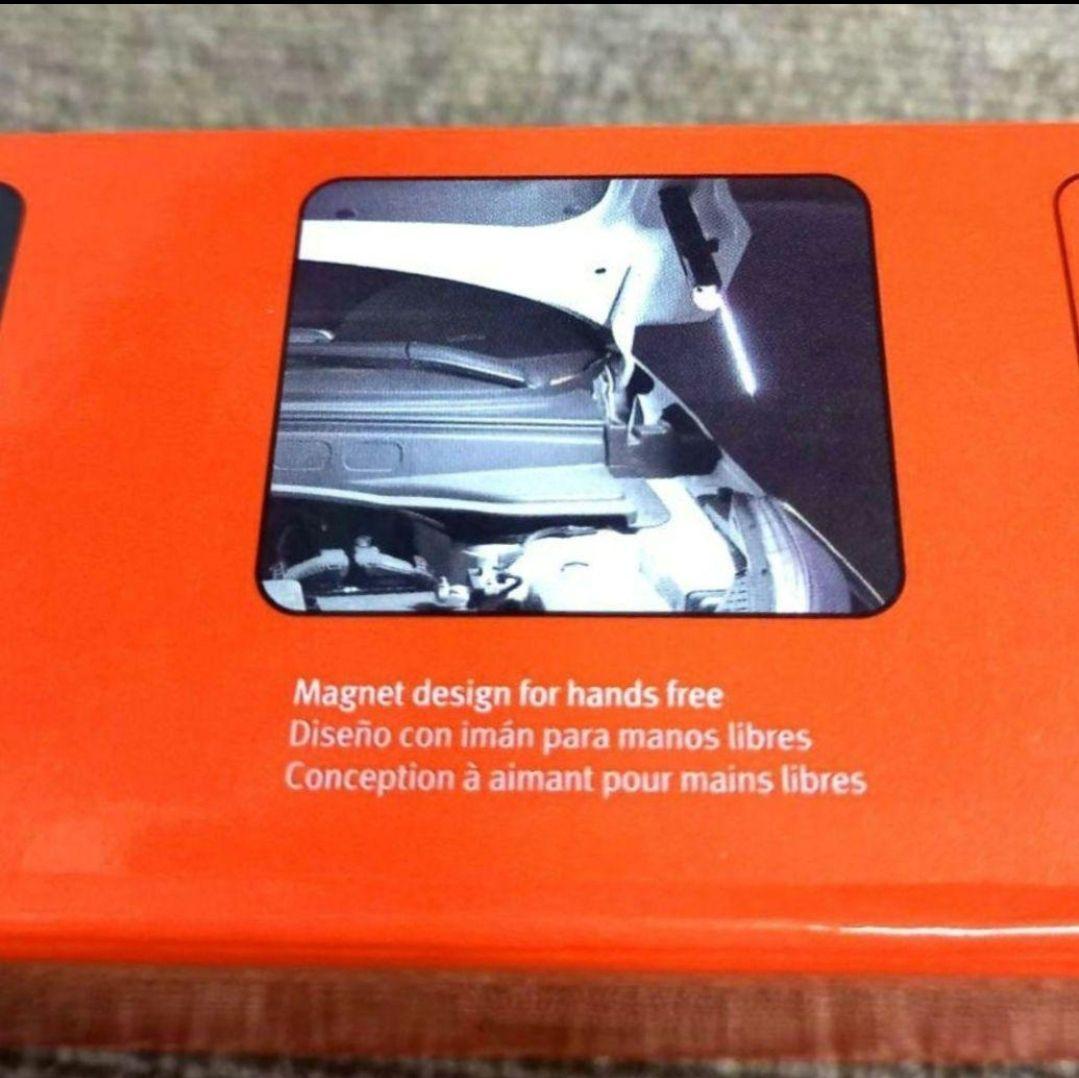 Magnet design for hands free
Diseño con imán para manos libres
Conception à aimant pour mains libres